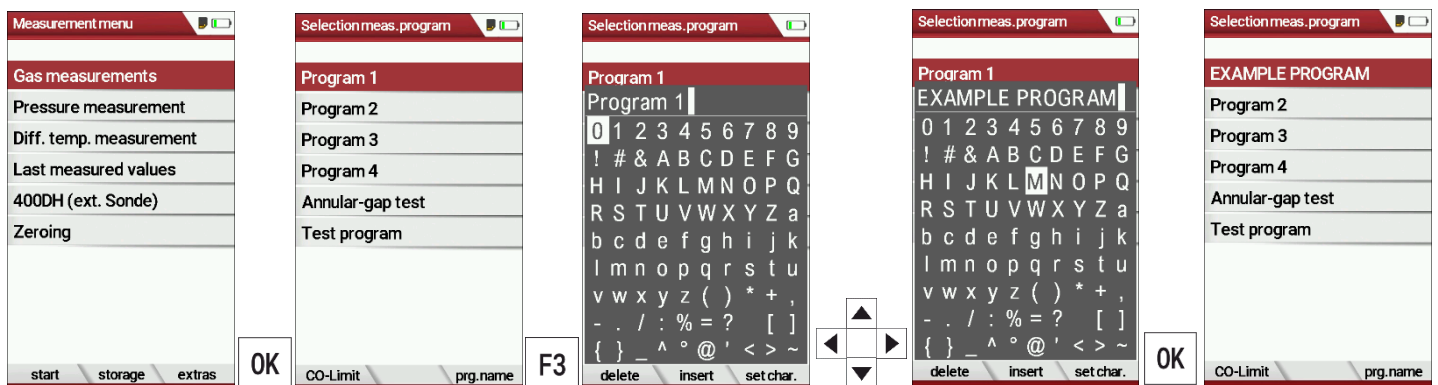 Measurement menu
Gas measurements
Pressure measurement
Diff. temp. measurement
Last measured values
400DH (ext. Sonde)
Zeroing
start storage extras
OK
Selection meas. program
Program 1
Program 2
Program 3
Program 4
Annular-gap test
Test program
CO-Limit prg.name
F3
Selection meas. program
Program 1
Program 1
0 1 2 3 4 5 6 7 8 9
! # & A B C D E F G
H I J K L M N O P Q
R S T U V W X Y Z a
b c d e f g h i j k
l m n o p q r s t u
v w x y z ( ) * + ,
- . / : % = ? [ ]
{ } _ ^ ° @ ' < > ~
delete insert set char.
Selection meas. program
Program 1
EXAMPLE PROGRAM
0 1 2 3 4 5 6 7 8 9
! # & A B C D E F G
H I J K L M N O P Q
R S T U V W X Y Z a
b c d e f g h i j k
l m n o p q r s t u
v w x y z ( ) * + ,
- . / : % = ? [ ]
{ } _ ^ ° @ ' < > ~
delete insert set char.
OK
Selection meas. program
EXAMPLE PROGRAM
Program 2
Program 3
Program 4
Annular-gap test
Test program
CO-Limit prg.name